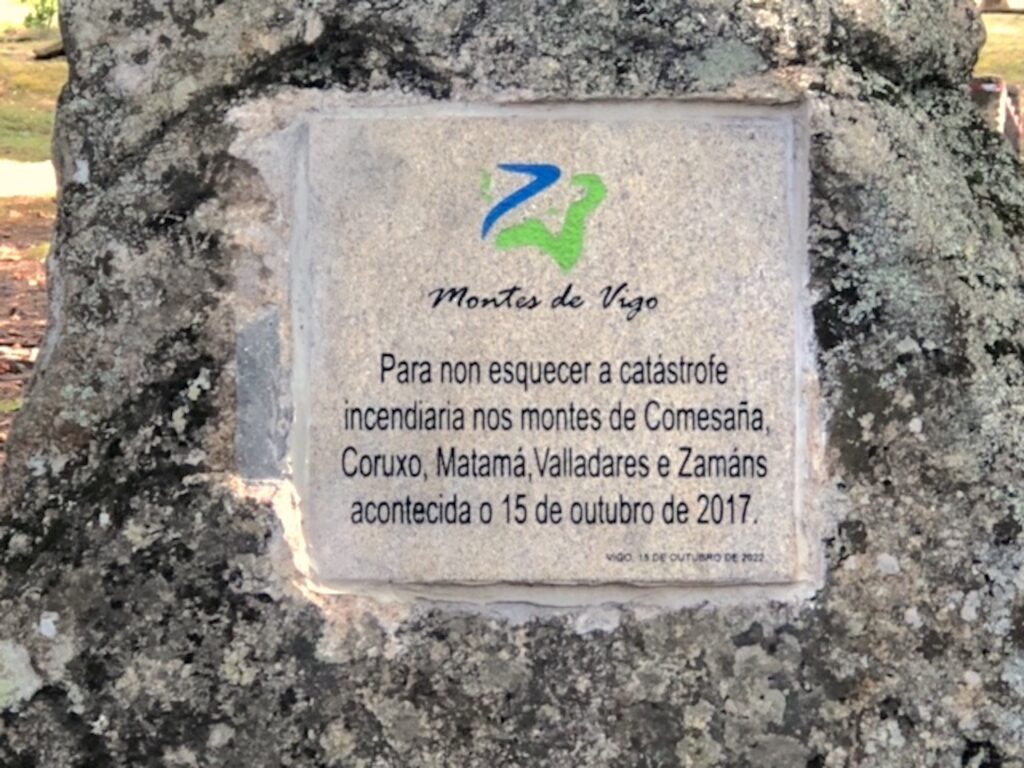 Montes de Vigo
Para non esquecer a catástrofe
incendiaria nos montes de Comesaña,
Coruxo, Matamá, Valladares e Zamáns
acontecida o 15 de outubro de 2017.
VIGO, 15 DE OUTUBRO DE 2022